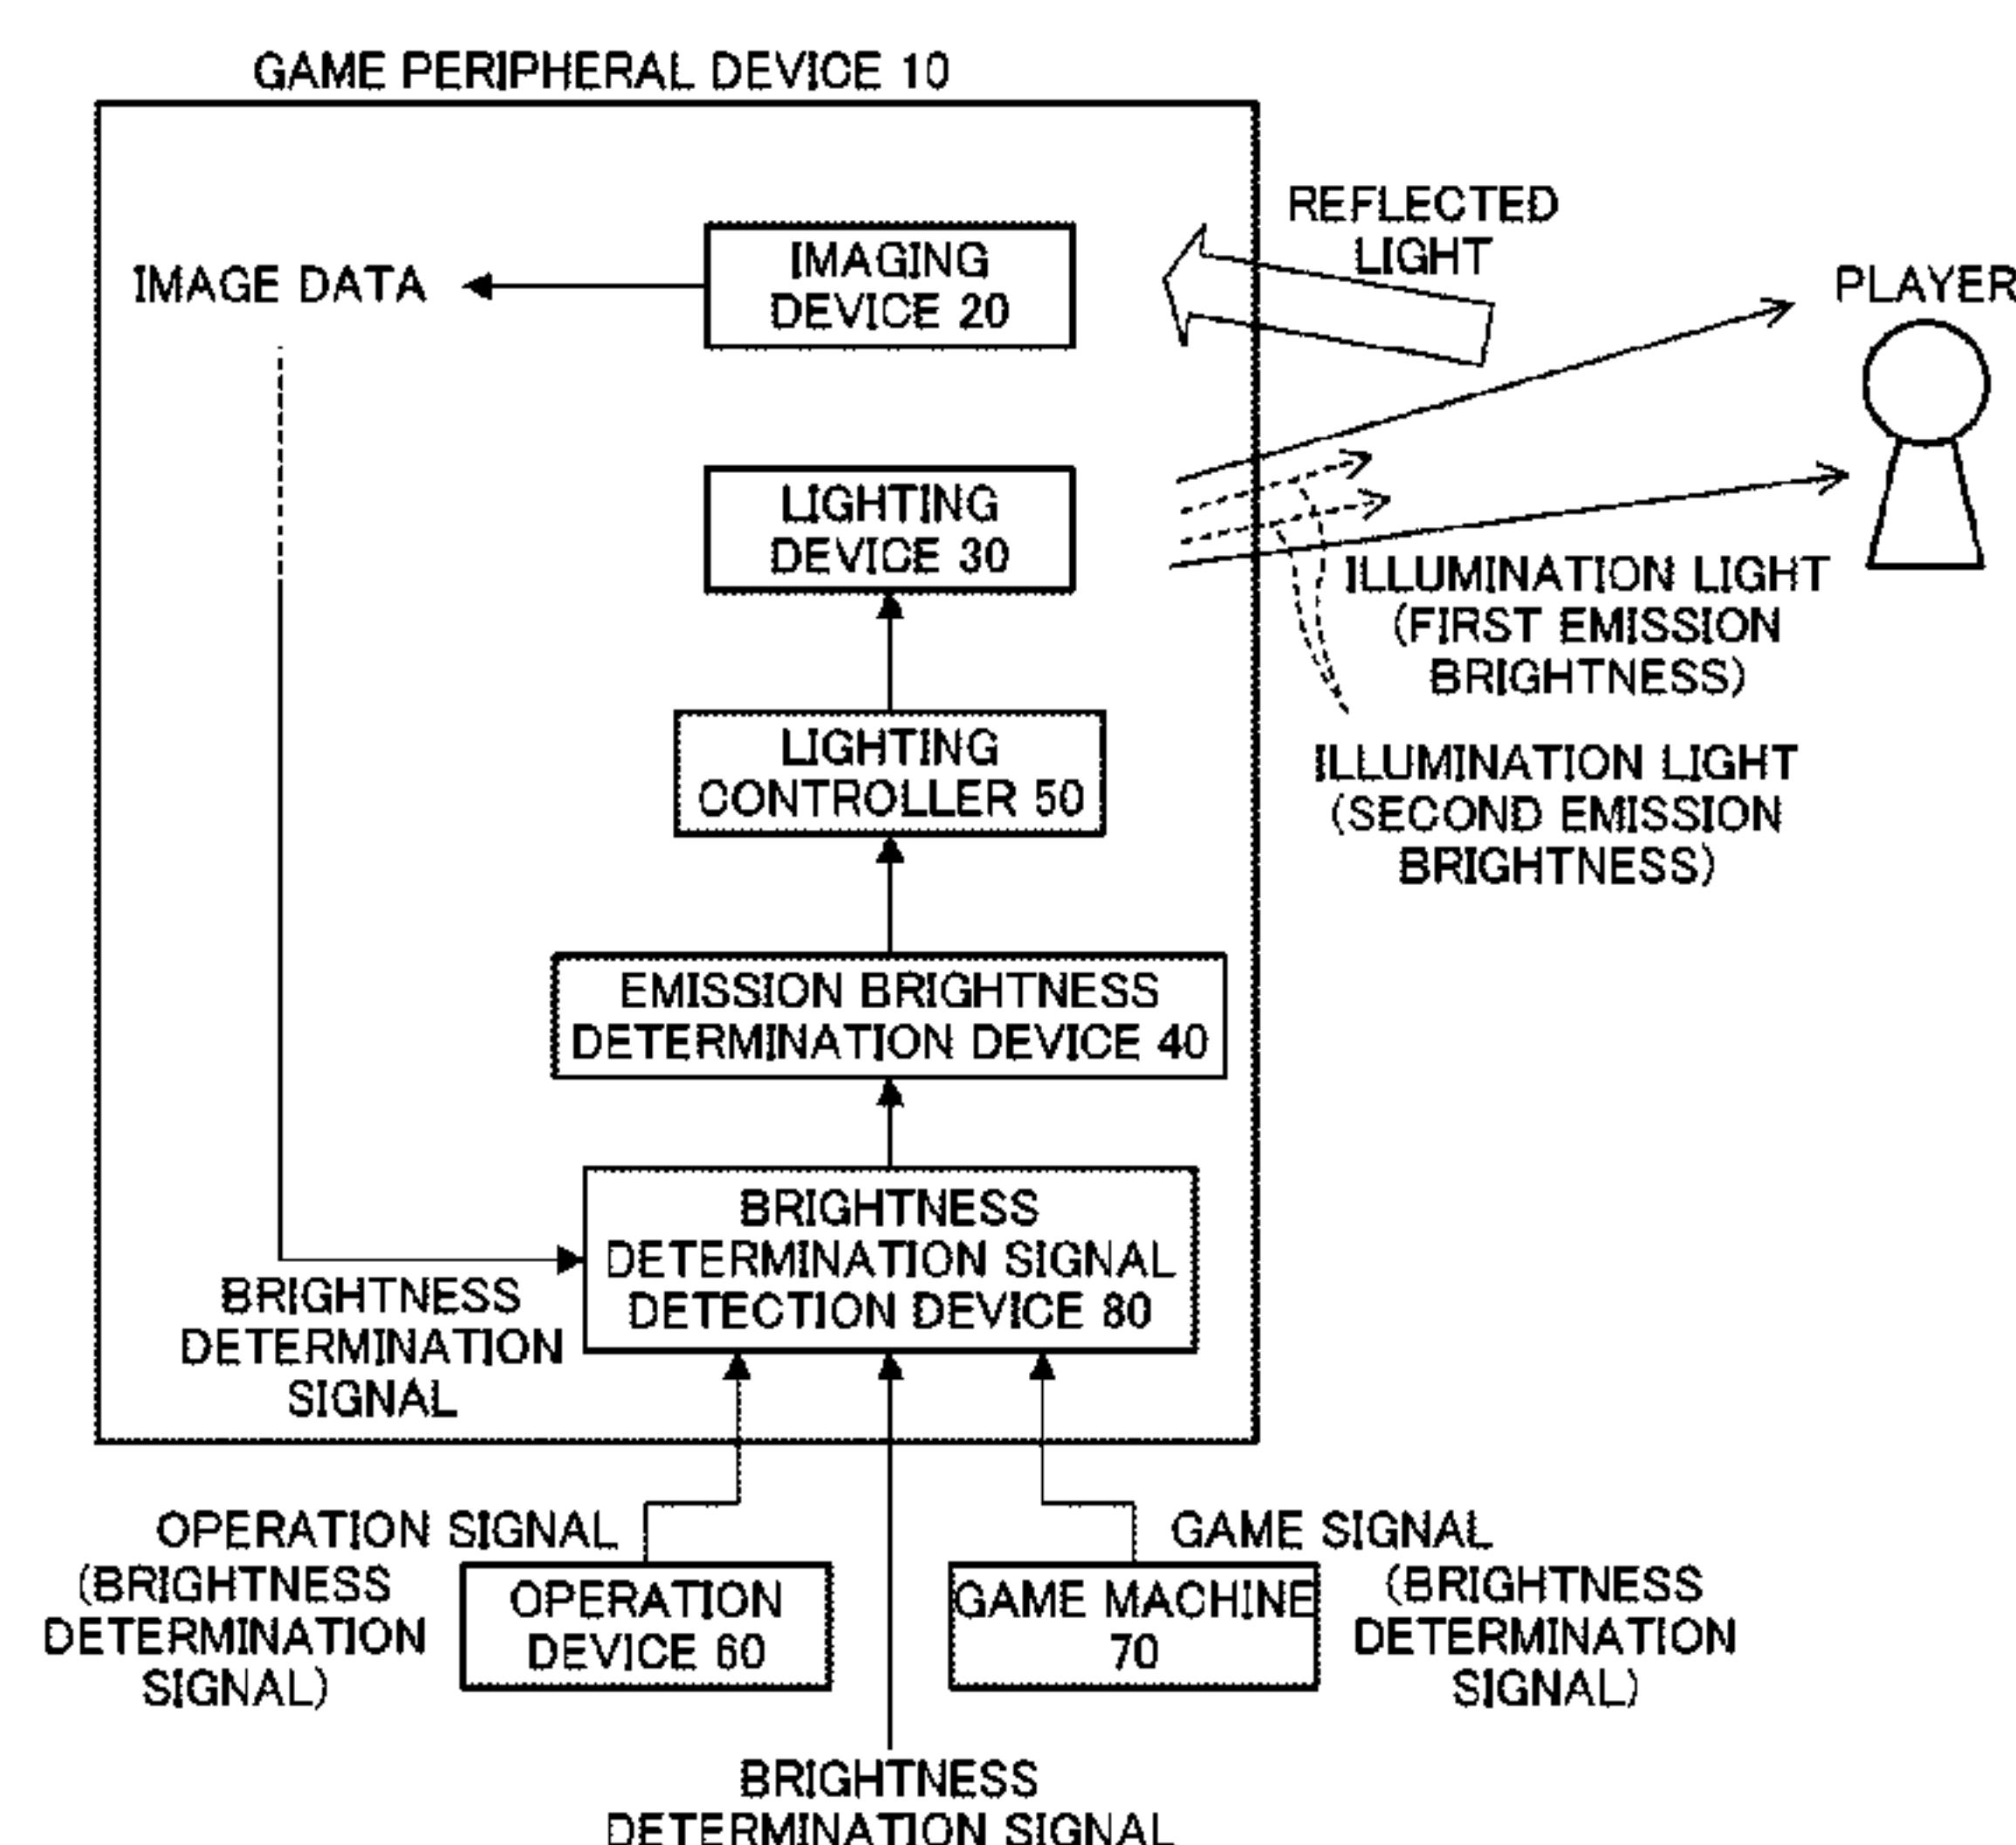 GAME PERIPHERAL DEVICE 10
REFLECTED
LIGHT
IMAGING
DEVICE 20
IMAGE DATA
PLAYER
LIGHTING
DEVICE 30
ILLUMINATION LIGHT
(FIRST EMISSION
BRIGHTNESS)
LIGHTING
CONTROLLER 50
ILLUMINATION LIGHT
(SECOND EMISSION
BRIGHTNESS)
EMISSION BRIGHTNESS
DETERMINATION DEVICE 40
BRIGHTNESS
DETERMINATION SIGNAL
DETECTION DEVICE 80
BRIGHTNESS
DETERMINATION
SIGNAL
OPERATION SIGNAL
(BRIGHTNESS
DETERMINATION
SIGNAL)
OPERATION
DEVICE 60
GAME MACHINE
70
GAME SIGNAL
(BRIGHTNESS
DETERMINATION
SIGNAL)
BRIGHTNESS
DETERMINATION SIGNAL